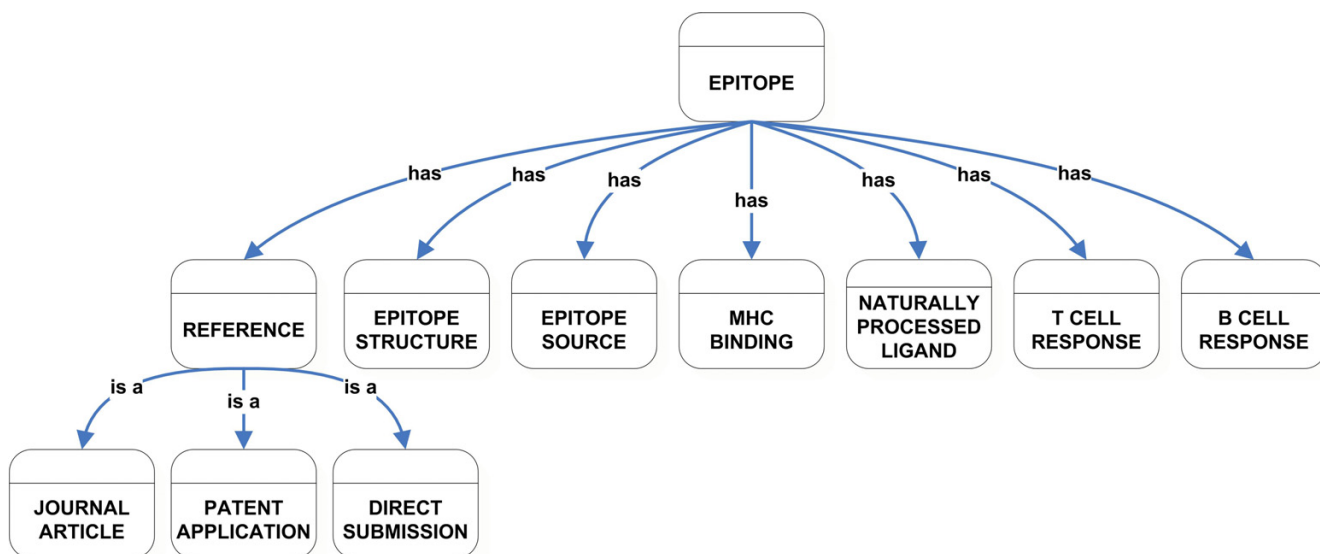 EPITOPE
has
has
has
has
has
has
has
REFERENCE
EPITOPE
STRUCTURE
EPITOPE
SOURCE
MHC
BINDING
NATURALLY
PROCESSED
LIGAND
T CELL
RESPONSE
B CELL
RESPONSE
is a
is a
is a
JOURNAL
ARTICLE
PATENT
APPLICATION
DIRECT
SUBMISSION